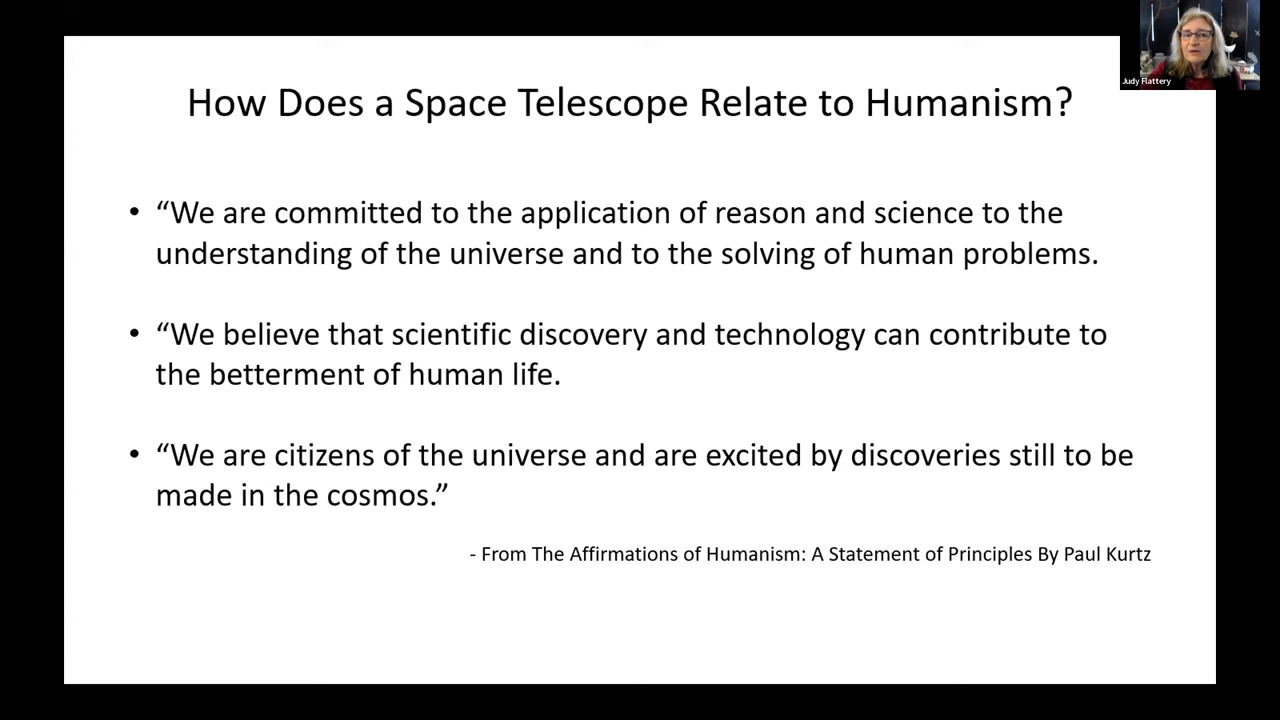 Judy Flattery
How Does a Space Telescope Relate to Humanism?
• “We are committed to the application of reason and science to the
understanding of the universe and to the solving of human problems.
• “We believe that scientific discovery and technology can contribute to
the betterment of human life.
• “We are citizens of the universe and are excited by discoveries still to be
made in the cosmos.”
- From The Affirmations of Humanism: A Statement of Principles By Paul Kurtz